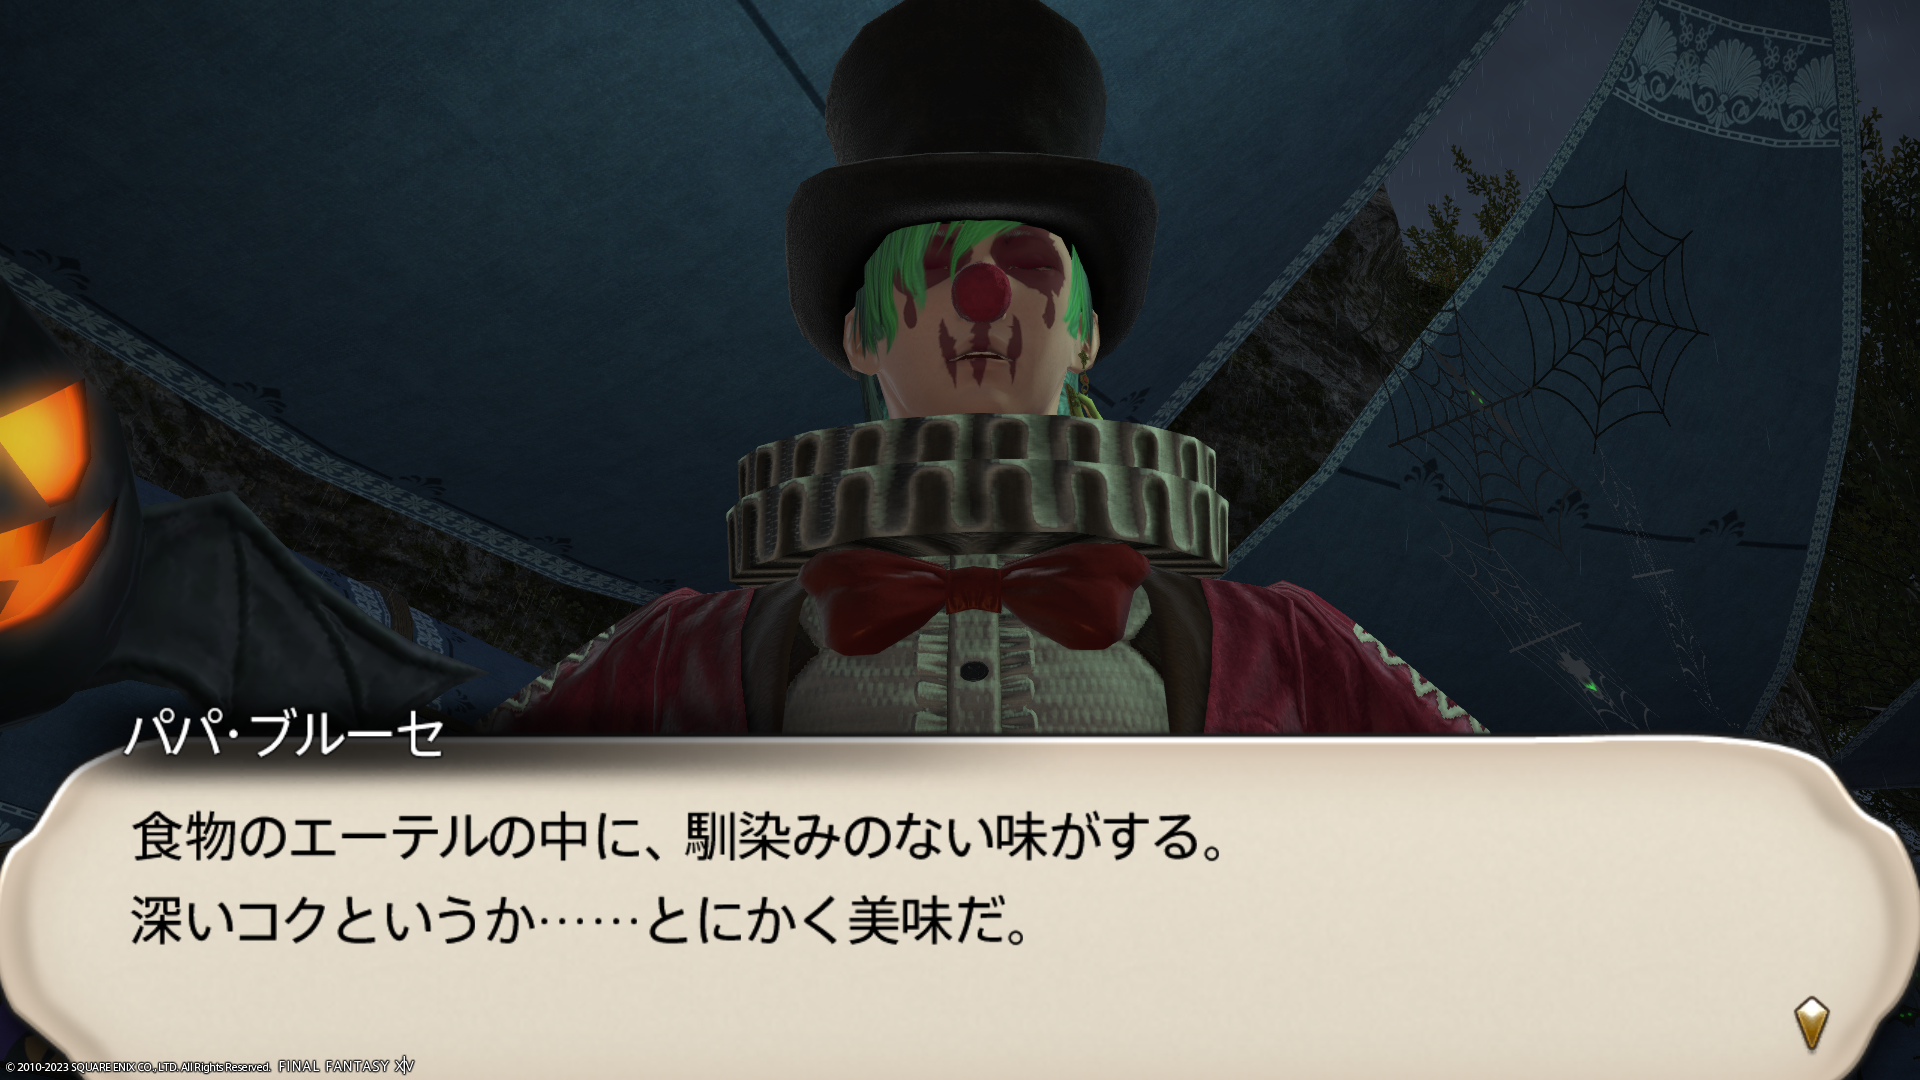 パパ・ブルーセ
食物のエーテルの中に、馴染みのない味がする。
深いコクというか……とにかく美味だ。
© 2010-2023 SQUARE ENIX CO., LTD. All Rights Reserved. FINAL FANTASY XIV